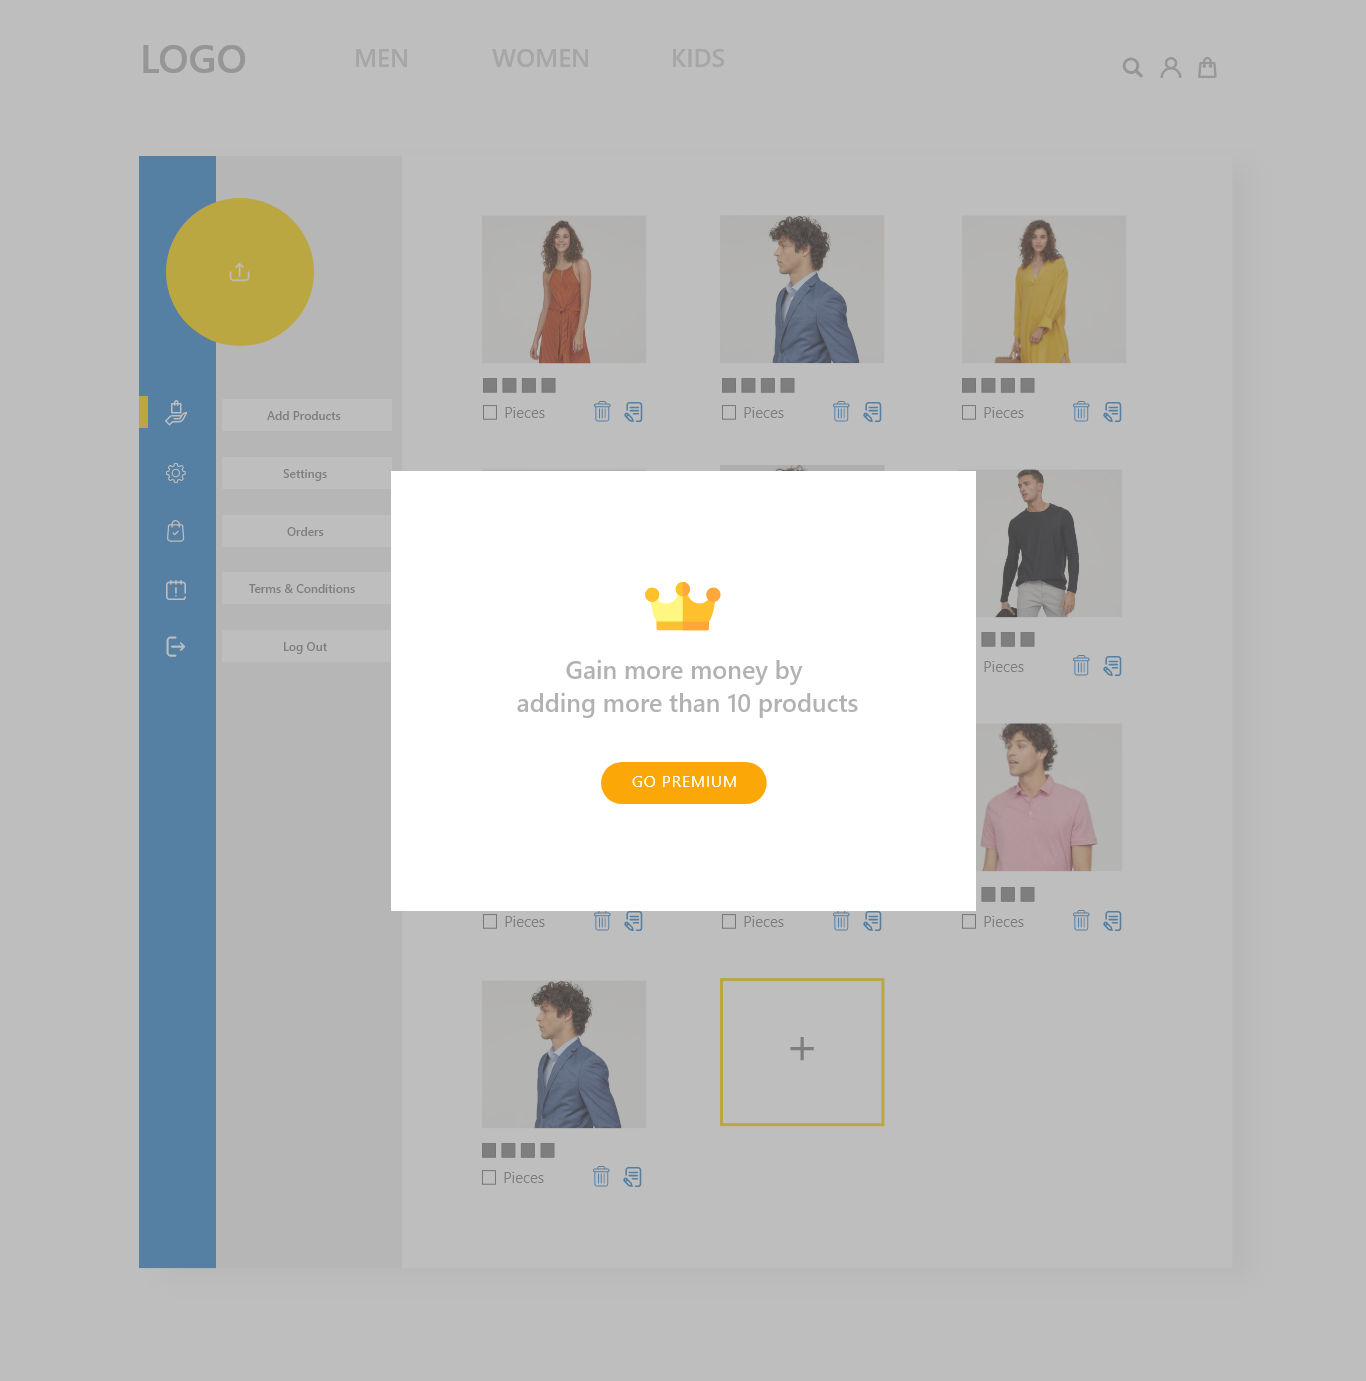 LOGO
MEN
WOMEN
KIDS
Pieces
Pieces
Pieces
Add Products
Settings
Orders
Terms & Conditions
Log Out
Gain more money by
adding more than 10 products
GO PREMIUM
Pieces
Pieces
Pieces
Pieces
Pieces